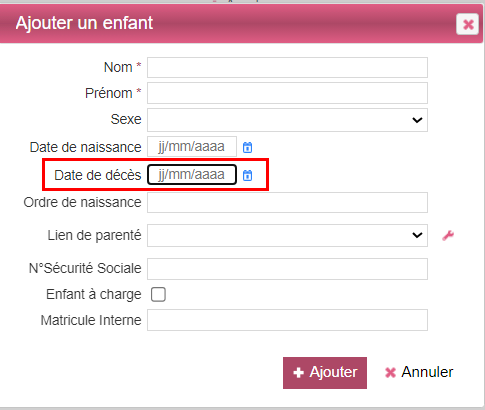 Ajouter un enfant
Nom *
Prénom *
Sexe
Date de naissance jj/mm/aaaa
Date de décès jj/mm/aaaa
Ordre de naissance
Lien de parenté
N°Sécurité Sociale
Enfant à charge
Matricule Interne
Ajouter Annuler